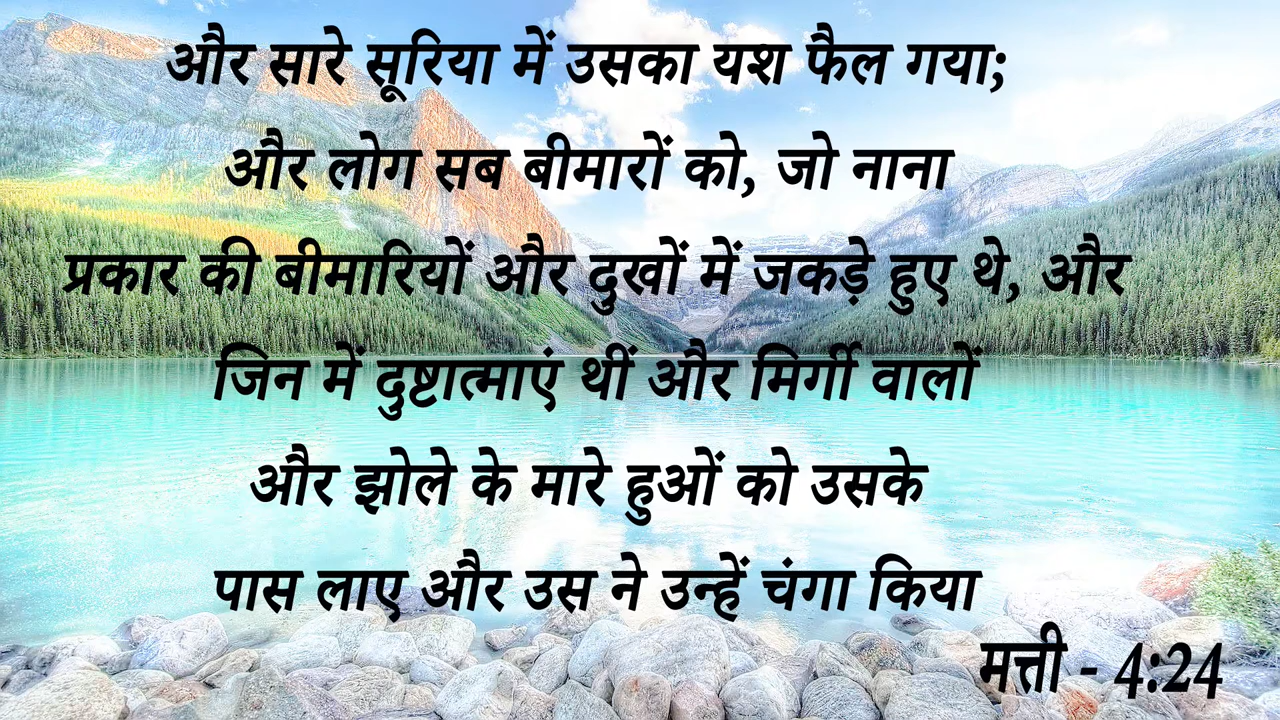 और सारे सूरिया में उसका यश फैल गया;
और लोग सब बीमारों को, जो नाना
प्रकार की बीमारियों और दुखों में जकड़े हुए थे, और
जिन में दुष्टात्माएं थीं और मिर्गी वालों
और झोले के मारे हुओं को उसके
पास लाए और उस ने उन्हें चंगा किया
मत्ती - 4:24